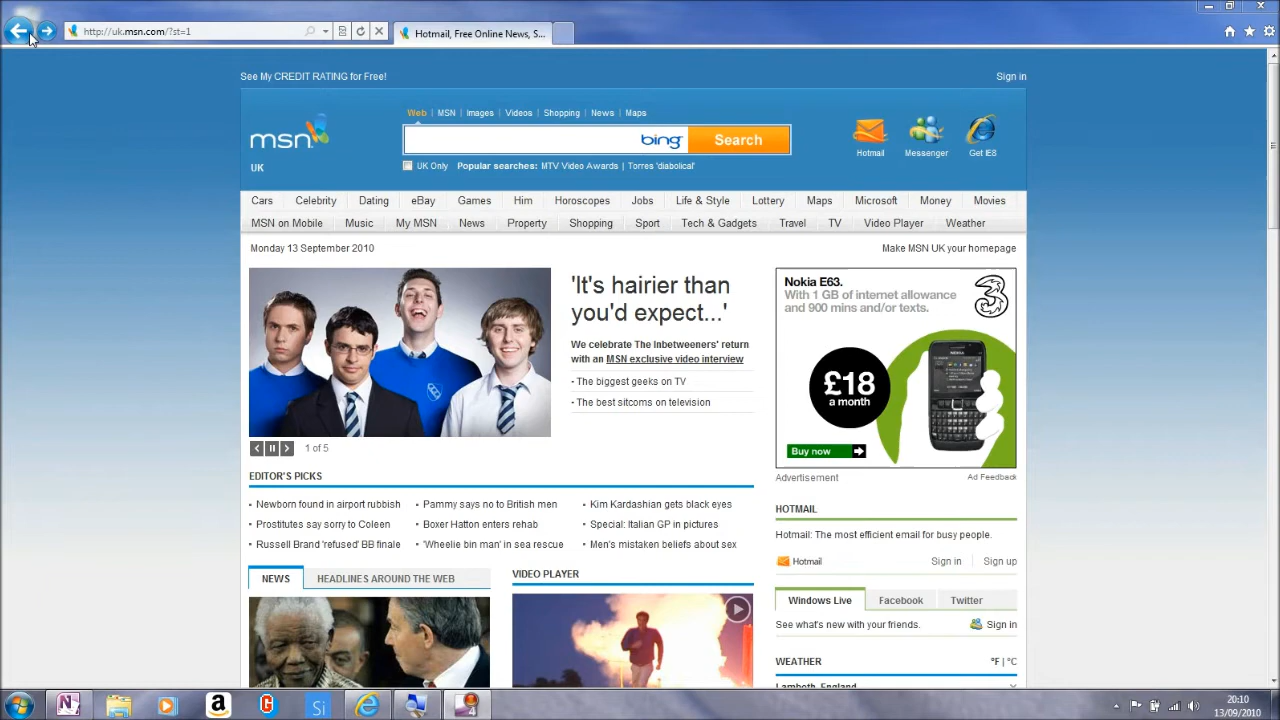 http://uk.msn.com/?st=1
Hotmail, Free Online News, S...
See My CREDIT RATING for Free!
Sign in
Web | MSN | Images | Videos | Shopping | News | Maps
msn
UK
bing
Search
UK Only Popular searches: MTV Video Awards | Torres 'diabolical'
Hotmail
Messenger
Get IE8
Cars Celebrity Dating eBay Games Him Horoscopes Jobs Life & Style Lottery Maps Microsoft Money Movies
MSN on Mobile Music My MSN News Property Shopping Sport Tech & Gadgets Travel TV Video Player Weather
Monday 13 September 2010
Make MSN UK your homepage
'It's hairier than
you'd expect...'
We celebrate The Inbetweeners' return
with an MSN exclusive video interview
The biggest geeks on TV
The best sitcoms on television
1 of 5
Nokia E63.
With 1 GB of internet allowance
and 900 mins and/or texts.
3
£18
a month
NOKIA
Buy now
Advertisement
Ad Feedback
EDITOR'S PICKS
Newborn found in airport rubbish
Pammy says no to British men
Kim Kardashian gets black eyes
Prostitutes say sorry to Coleen
Boxer Hatton enters rehab
Special: Italian GP in pictures
Russell Brand 'refused' BB finale
'Wheelie bin man' in sea rescue
Men's mistaken beliefs about sex
HOTMAIL
Hotmail: The most efficient email for busy people.
Hotmail
Sign in | Sign up
NEWS
HEADLINES AROUND THE WEB
VIDEO PLAYER
Windows Live
Facebook
Twitter
See what's new with your friends.
Sign in
WEATHER
°F | °C
Lambeth, England
N
a
G
Si
4
20:10
13/09/2010